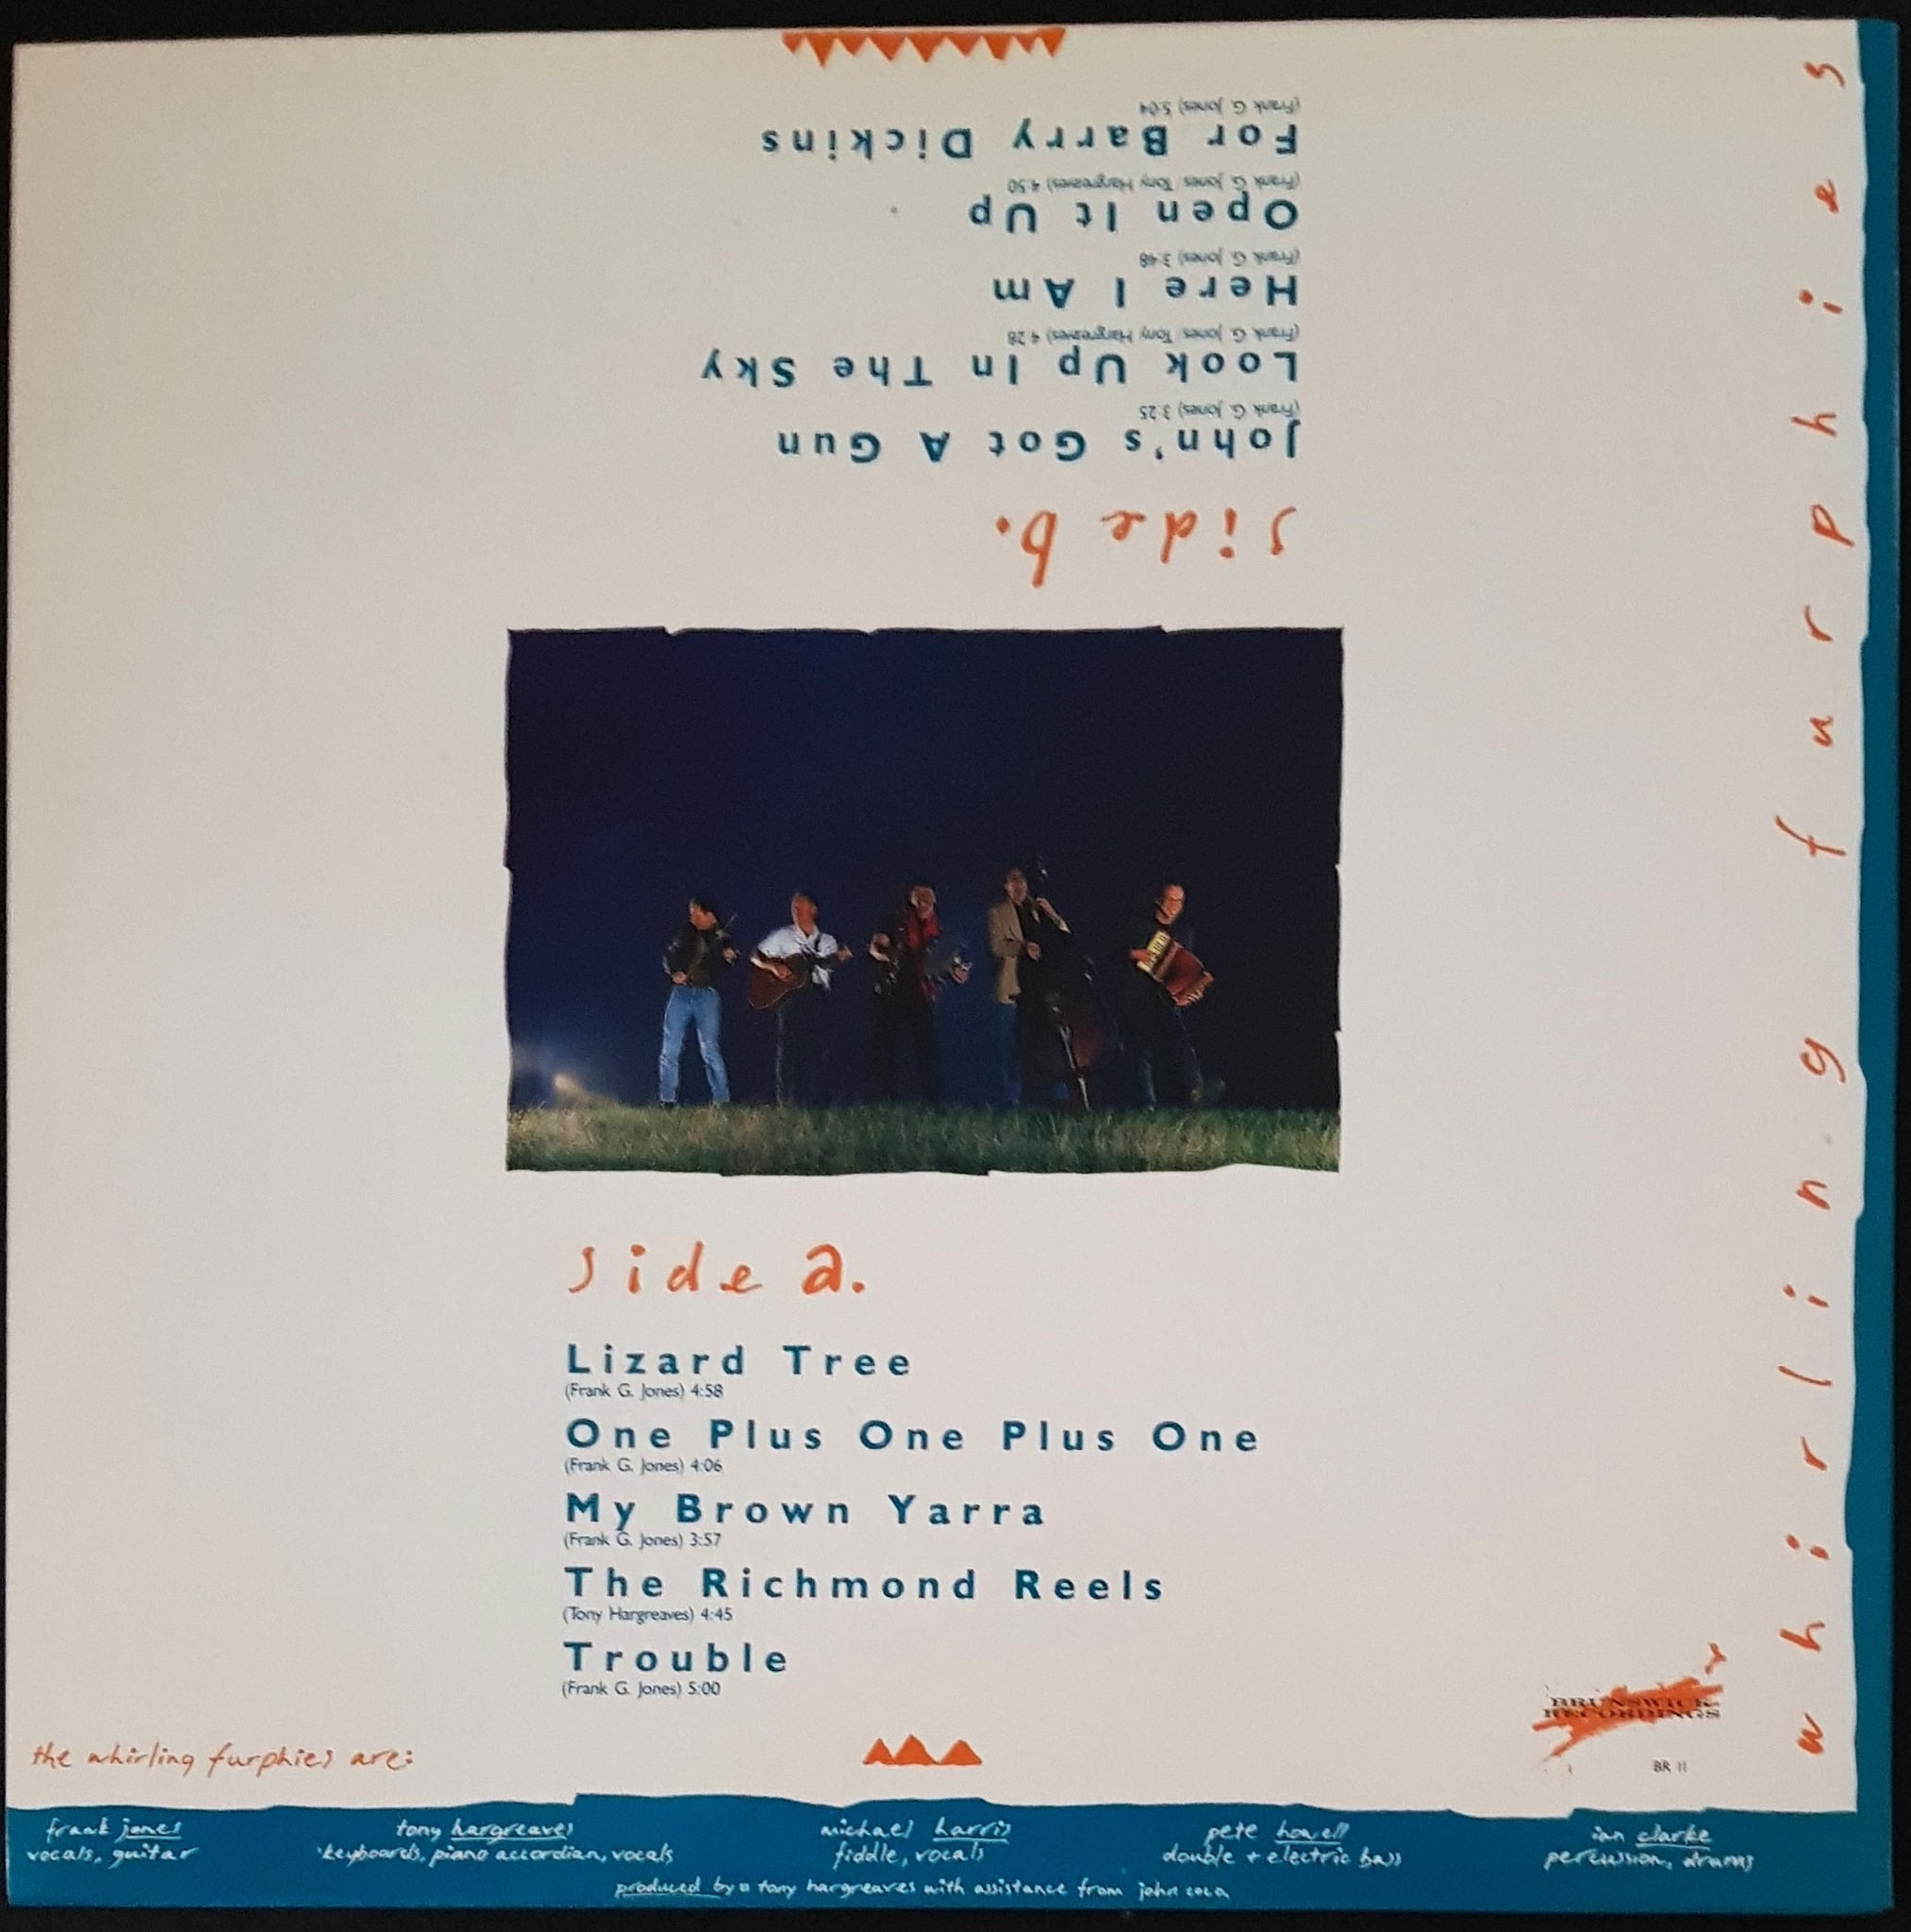 side a.
Lizard Tree
(Frank G. Jones) 4:58
One Plus One Plus One
(Frank G. Jones) 4:06
My Brown Yarra
(Frank G. Jones) 3:57
The Richmond Reels
(Tony Hargreaves) 4:45
Trouble
(Frank G. Jones) 5:00
side b.
John's Got A Gun
(Frank G. Jones) 3:25
Look Up In The Sky
(Frank G. Jones, Tony Hargreaves) 4:28
Here I Am
(Frank G. Jones) 3:48
Open It Up
(Frank G. Jones, Tony Hargreaves) 4:50
For Barry Dickins
(Frank G. Jones) 5:04
whirling furphies
BRUNSWICK
RECORDINGS
BR 11
the whirling furphies are:
frank jones
vocals, guitar
tony hargreaves
keyboards, piano accordian, vocals
michael harris
fiddle, vocals
pete howell
double + electric bass
ian clarke
percussion, drums
produced by tony hargreaves with assistance from john